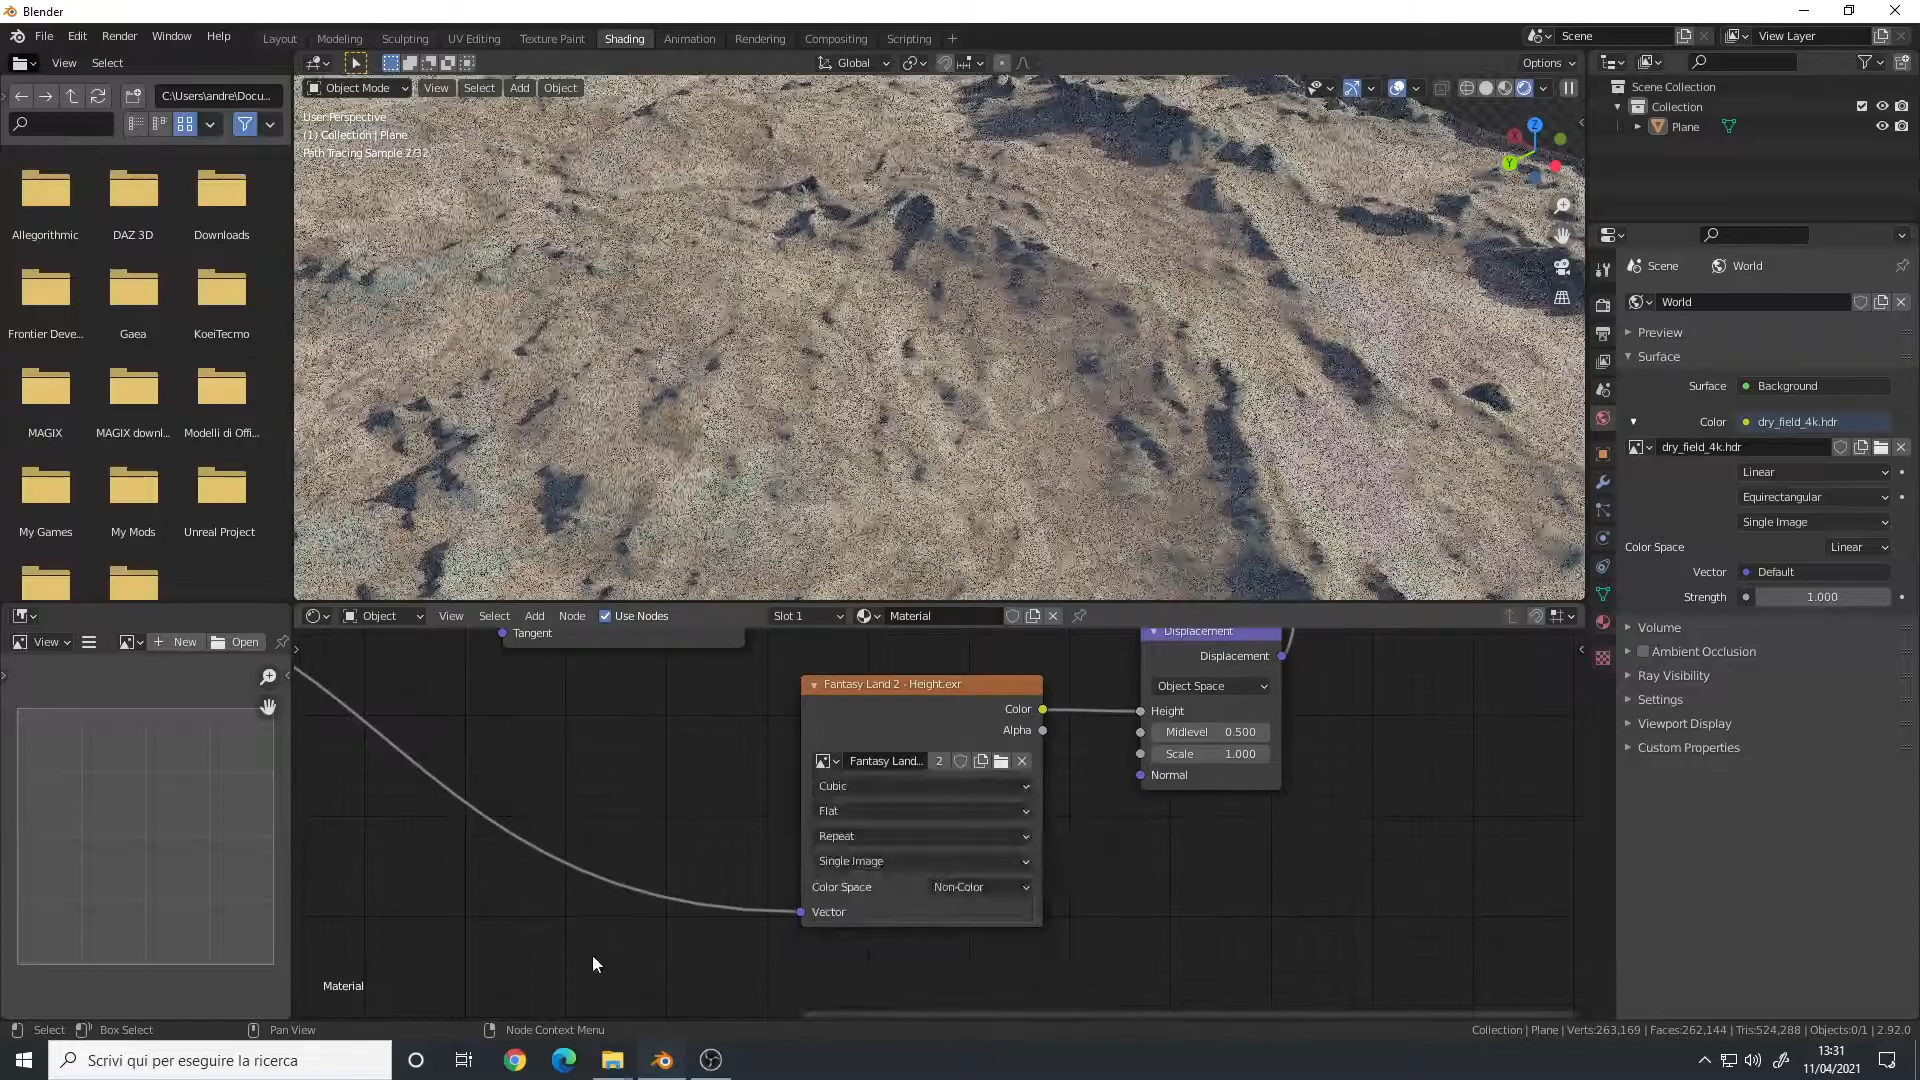 Blender
File Edit Render Window Help
Layout Modeling Sculpting UV Editing Texture Paint Shading Animation Rendering Compositing Scripting
Scene
View Layer
View Select
Global
Options
C:\Users\andre\Docu...
Object Mode View Select Add Object
User Perspective
(1) Collection | Plane
Path Tracing Sample 2/32
Z
Y
Scene Collection
Collection
Plane
Allegorithmic DAZ 3D Downloads
Frontier Deve... Gaea KoeiTecmo
MAGIX MAGIX downl... Modelli di Offi...
My Games My Mods Unreal Project
Scene World
World
Preview
Surface
Surface Background
Color dry_field_4k.hdr
dry_field_4k.hdr
Linear
Equirectangular
Single Image
Color Space Linear
Vector Default
Strength 1.000
Volume
Ambient Occlusion
Ray Visibility
Settings
Viewport Display
Custom Properties
View New Open
Object View Select Add Node Use Nodes Slot 1 Material
Tangent
Fantasy Land 2 - Height.exr
Color
Alpha
Fantasy Land... 2
Cubic
Flat
Repeat
Single Image
Color Space Non-Color
Vector
Displacement
Displacement
Object Space
Height
Midlevel 0.500
Scale 1.000
Normal
Material
Select Box Select Pan View Node Context Menu
Collection | Plane | Verts:263,169 | Faces:262,144 | Tris:524,288 | Objects:0/1 | 2.92.0
Scrivi qui per eseguire la ricerca
13:31
11/04/2021